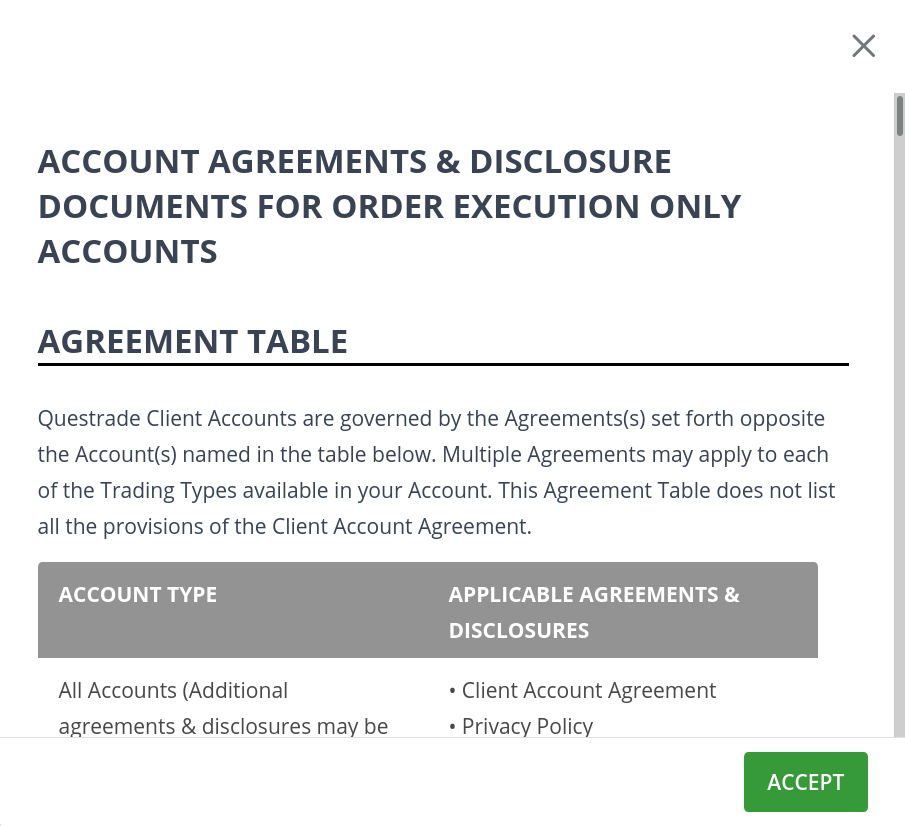 ACCOUNT AGREEMENTS & DISCLOSURE
DOCUMENTS FOR ORDER EXECUTION ONLY
ACCOUNTS
AGREEMENT TABLE
Questrade Client Accounts are governed by the Agreements(s) set forth opposite
the Account(s) named in the table below. Multiple Agreements may apply to each
of the Trading Types available in your Account. This Agreement Table does not list
all the provisions of the Client Account Agreement.
ACCOUNT TYPE
APPLICABLE AGREEMENTS &
DISCLOSURES
All Accounts (Additional
agreements & disclosures may be
• Client Account Agreement
• Privacy Policy
ACCEPT